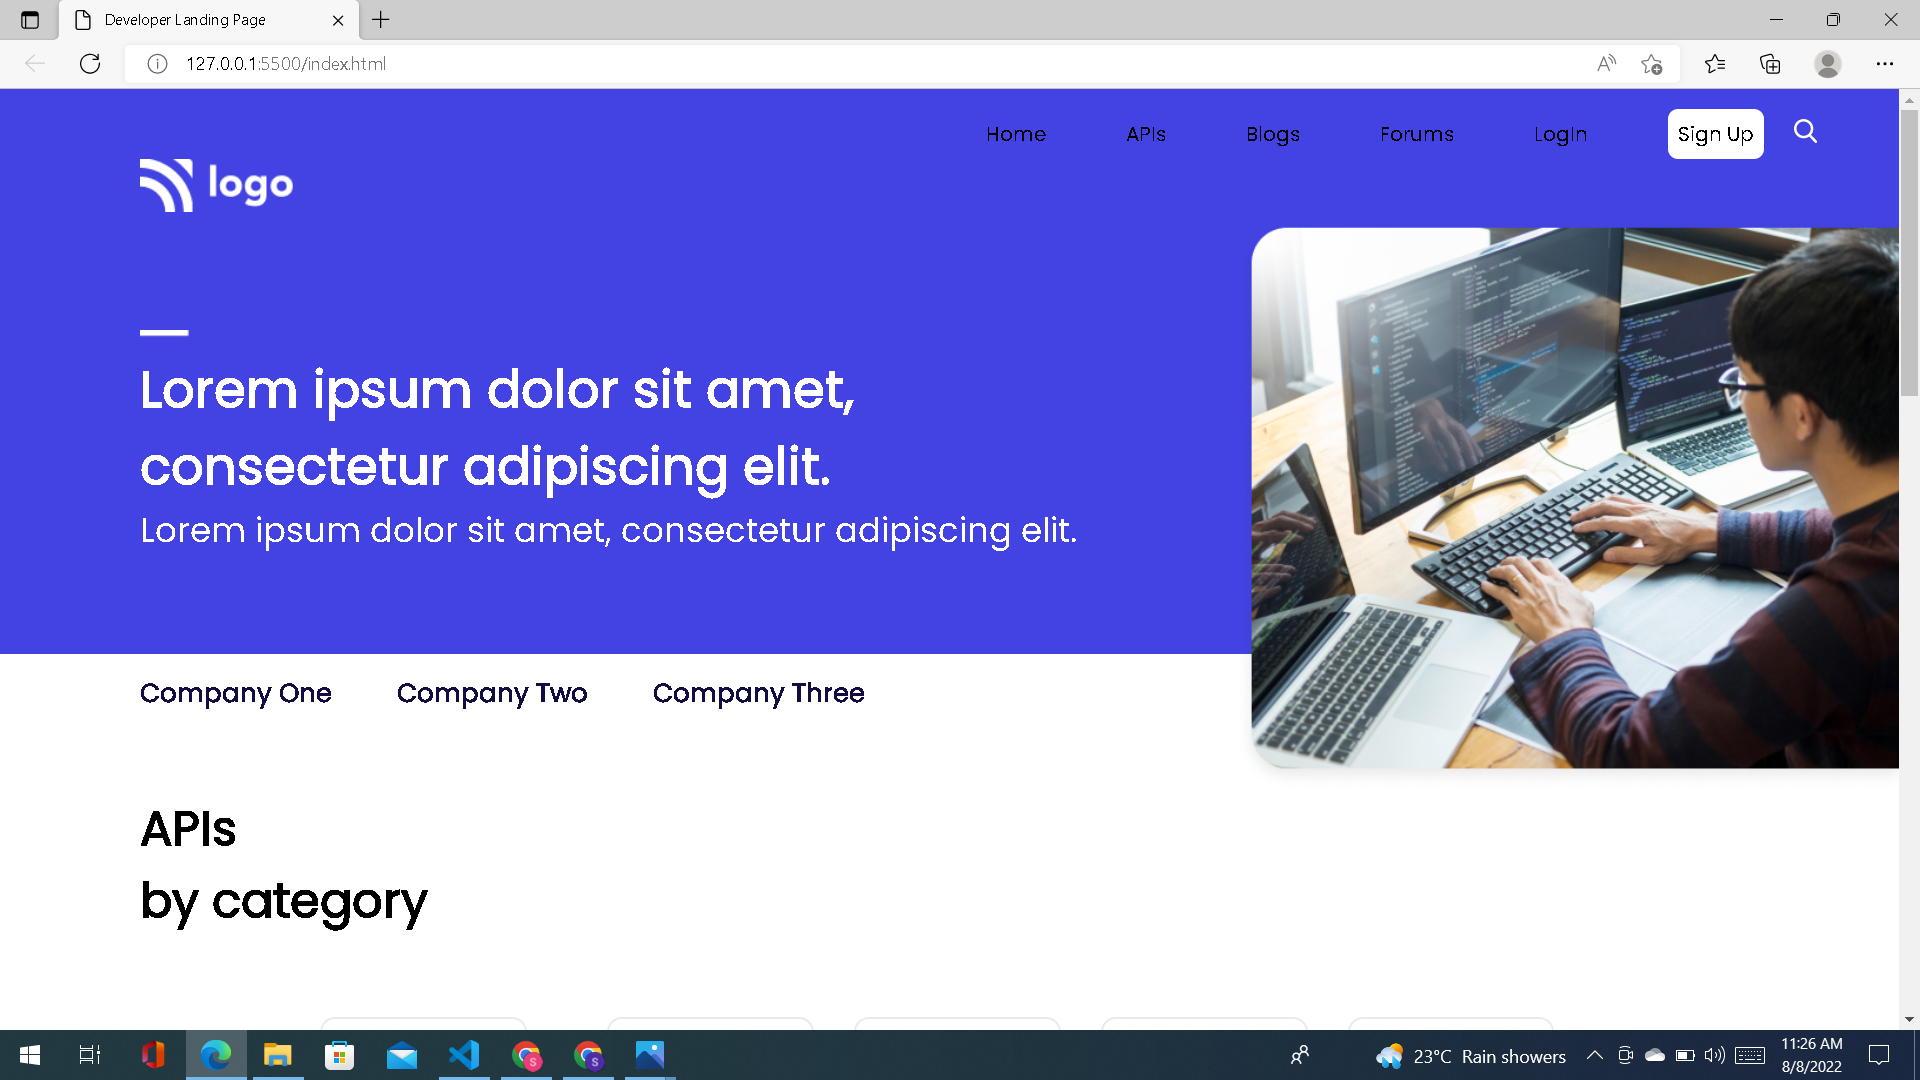 Developer Landing Page
127.0.0.1:5500/index.html
Home APIs Blogs Forums LogIn Sign Up
logo
Lorem ipsum dolor sit amet,
consectetur adipiscing elit.
Lorem ipsum dolor sit amet, consectetur adipiscing elit.
Company One Company Two Company Three
APIs
by category
23°C Rain showers
11:26 AM
8/8/2022